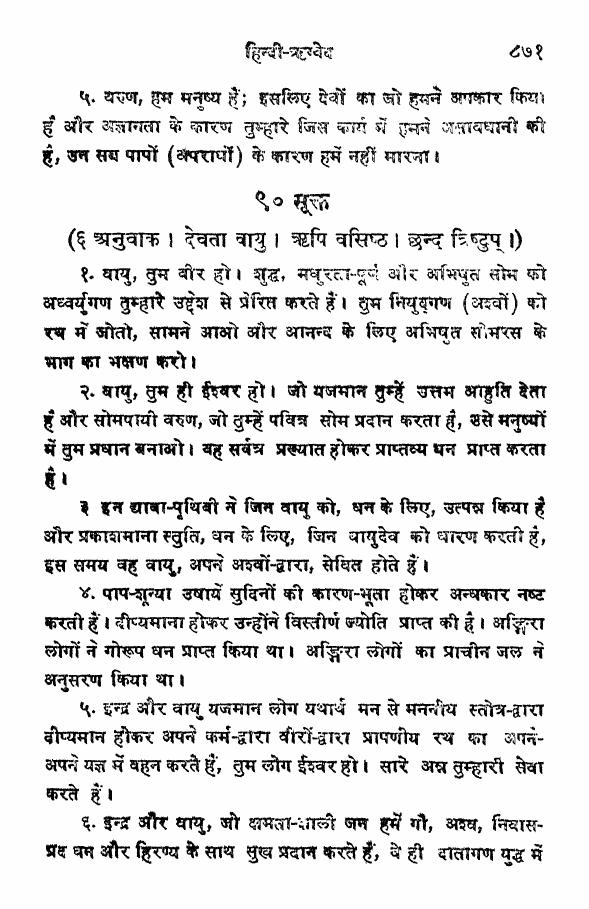 हिन्दी-ऋग्वेद ८७१
५. वरुण, हम मनुष्य हैं; इसलिए देवों का जो हमने अपकार किया
है और अज्ञानता के कारण तुम्हारे जिस कार्य में हमने असावधानी की
है, उन सब पापों (अपराधों) के कारण हमें नहीं मारना।
९० सूक्त
(६ अनुवाक। देवता वायु। ऋषि वसिष्ठ। छन्द त्रिष्टुप्।)
१. वायु, तुम वीर हो। शुद्ध, मधुरता-पूर्ण और अभिषुत सोम को
अध्वर्युगण तुम्हारे उद्देश से प्रेरित करते हैं। तुम नियुद्गण (अश्वों) को
रथ में जोतो, सामने आओ और आनन्द के लिए अभिषुत सोमरस के
भाग का भक्षण करो।
२. वायु, तुम ही ईश्वर हो। जो यजमान तुम्हें उत्तम आहुति देता
है और सोमपायी वरुण, जो तुम्हें पवित्र सोम प्रदान करता है, उसे मनुष्यों
में तुम प्रधान बनाओ। वह सर्वत्र प्रख्यात होकर प्राप्तव्य धन प्राप्त करता
है।
३ इन द्यावा-पृथिवी ने जिन वायु को, धन के लिए, उत्पन्न किया है
और प्रकाशमाना स्तुति, धन के लिए, जिन वायुदेव को धारण करती है,
इस समय वह वायु, अपने अश्वों-द्वारा, सेवित होते हैं।
४. पाप-शून्या उषायें सुदिनों की कारण-भूता होकर अन्धकार नष्ट
करती हैं। दीप्यमाना होकर उन्होंने विस्तीर्ण ज्योति प्राप्त की है। अङ्गिरा
लोगों ने गोरूप धन प्राप्त किया था। अङ्गिरा लोगों का प्राचीन जल ने
अनुसरण किया था।
५. इन्द्र और वायु यजमान लोग यथार्थ मन से मननीय स्तोत्र-द्वारा
दीप्यमान होकर अपने कर्म-द्वारा वीरों-द्वारा प्रापणीय रथ का अपने-
अपने यज्ञ में वहन करते हैं, तुम लोग ईश्वर हो। सारे अन्न तुम्हारी सेवा
करते हैं।
६. इन्द्र और वायु, जो क्षमता-शाली जन हमें गौ, अश्व, निवास-
प्रद धन और हिरण्य के साथ सुख प्रदान करते हैं, वे ही दातागण युद्ध में